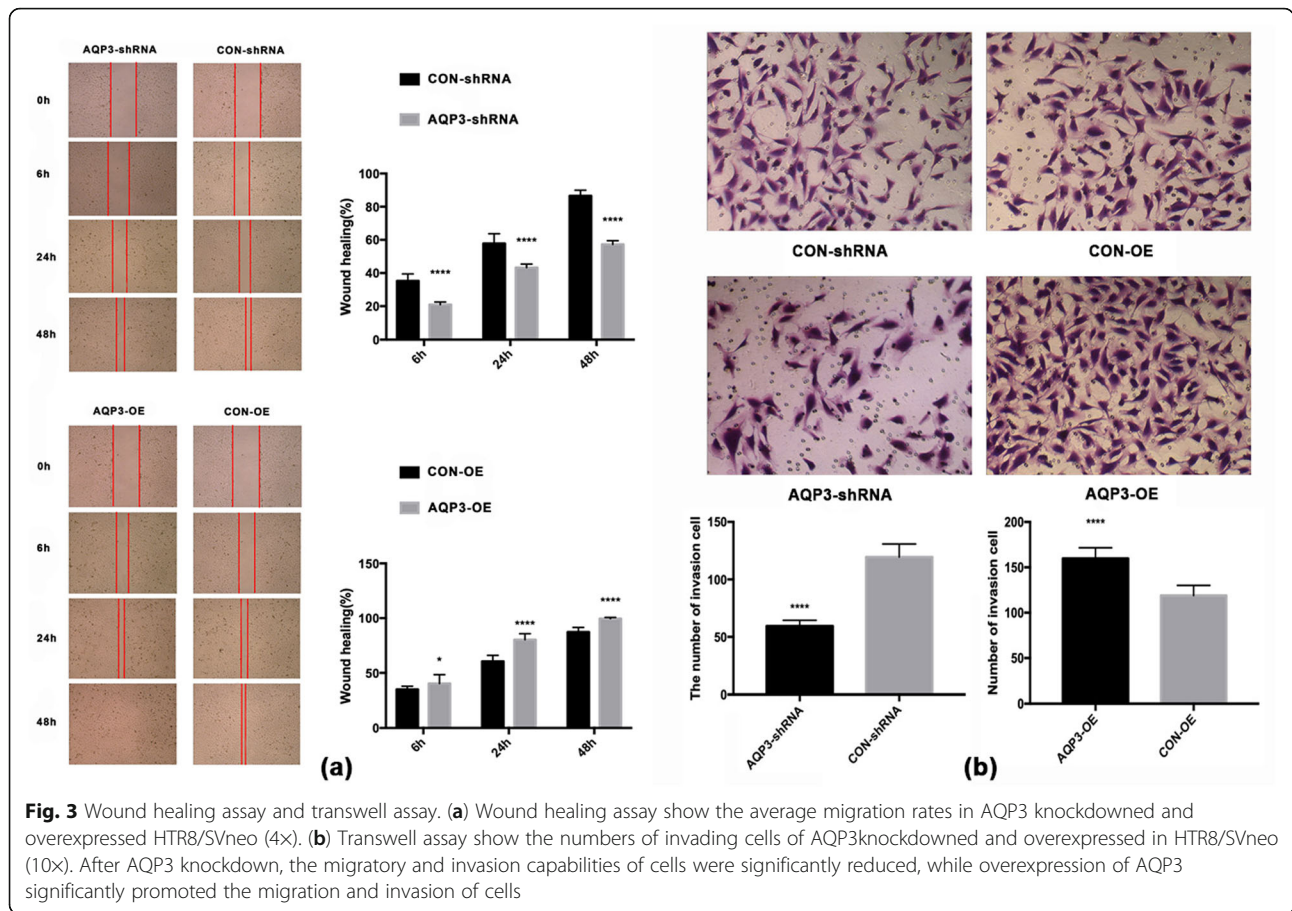 AQP3-shRNA CON-shRNA
0h
6h
24h
48h
CON-shRNA
AQP3-shRNA
Wound healing(%)
100
80
60
40
20
0
****
****
****
6h 24h 48h
AQP3-OE CON-OE
0h
6h
24h
48h
CON-OE
AQP3-OE
Wound healing(%)
150
100
50
0
*
****
****
6h 24h 48h
(a)
CON-shRNA CON-OE
AQP3-shRNA AQP3-OE
The number of invasion cell
150
100
50
0
****
AQP3-shRNA CON-shRNA
Number of invasion cell
200
150
100
50
0
****
AQP3-OE CON-OE
(b)
Fig. 3 Wound healing assay and transwell assay. (a) Wound healing assay show the average migration rates in AQP3 knockdowned and
overexpressed HTR8/SVneo (4×). (b) Transwell assay show the numbers of invading cells of AQP3knockdowned and overexpressed in HTR8/SVneo
(10×). After AQP3 knockdown, the migratory and invasion capabilities of cells were significantly reduced, while overexpression of AQP3
significantly promoted the migration and invasion of cells